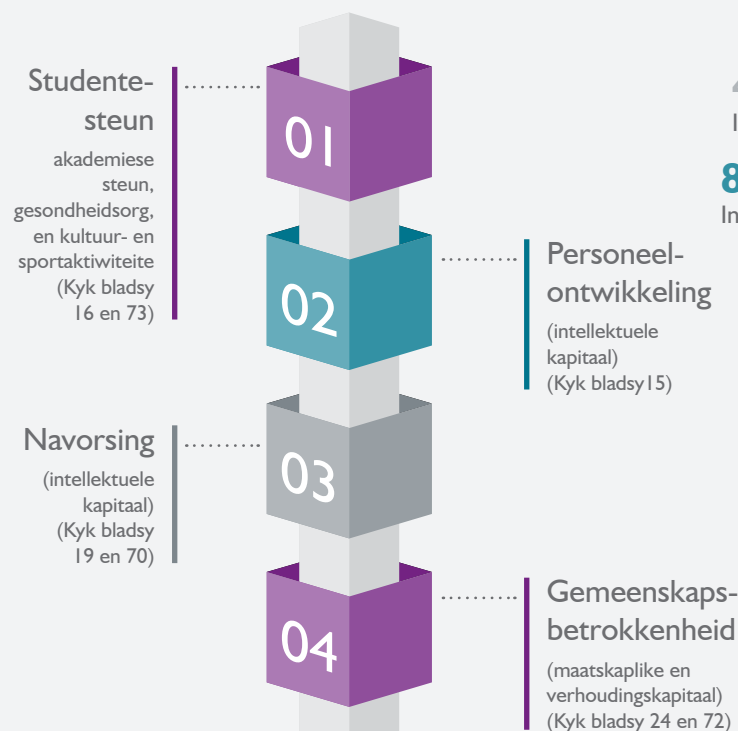 Studente-
steun
akademiese
steun,
gesondheidsorg,
en kultuur- en
sportaktiwiteite
(Kyk bladsy
16 en 73)
01
02
Personeel-
ontwikkeling
(intellektuele
kapitaal)
(Kyk bladsy15)
Navorsing
(intellektuele
kapitaal)
(Kyk bladsy
19 en 70)
03
04
Gemeenskaps-
betrokkenheid
(maatskaplike en
verhoudingskapitaal)
(Kyk bladsy 24 en 72)